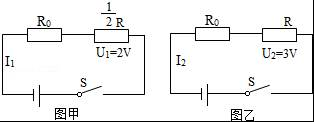 R₀ 1/2 R
I₁ U₁=2V
S
图甲
R₀ R
I₂ U₂=3V
S
图乙